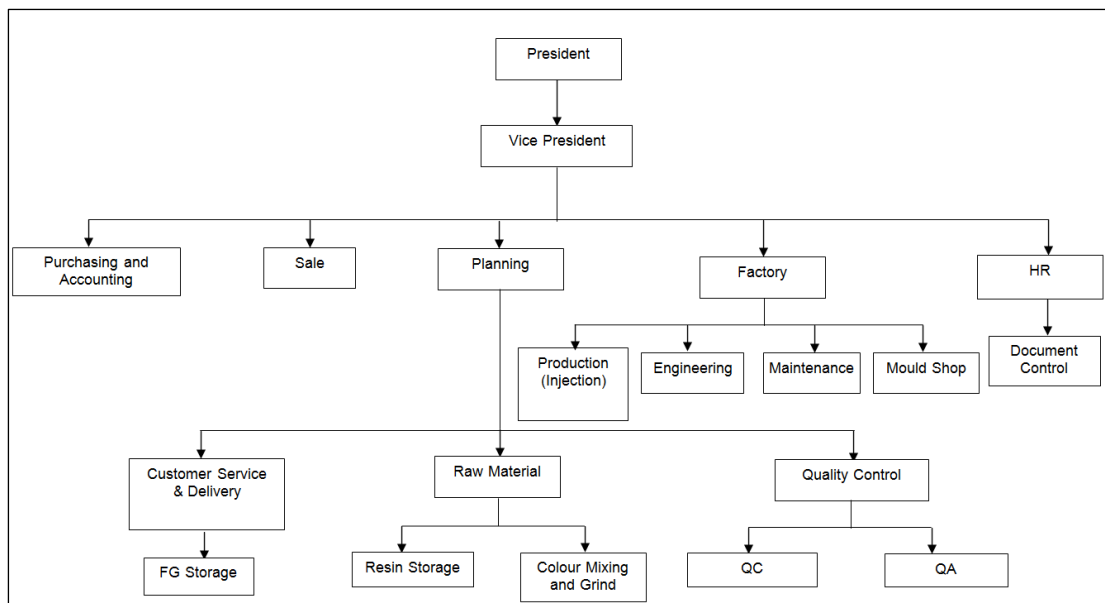 President
Vice President
Purchasing and
Accounting
Sale
Planning
Factory
HR
Production
(Injection)
Engineering
Maintenance
Mould Shop
Document
Control
Customer Service
& Delivery
Raw Material
Quality Control
FG Storage
Resin Storage
Colour Mixing
and Grind
QC
QA